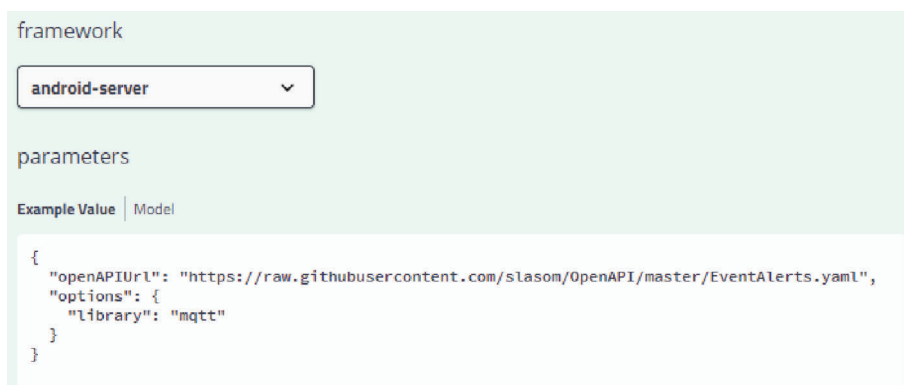 framework
android-server
parameters
Example Value Model
{
  "openAPIUrl": "https://raw.githubusercontent.com/slasom/OpenAPI/master/EventAlerts.yaml",
  "options": {
    "library": "mqtt"
  }
}